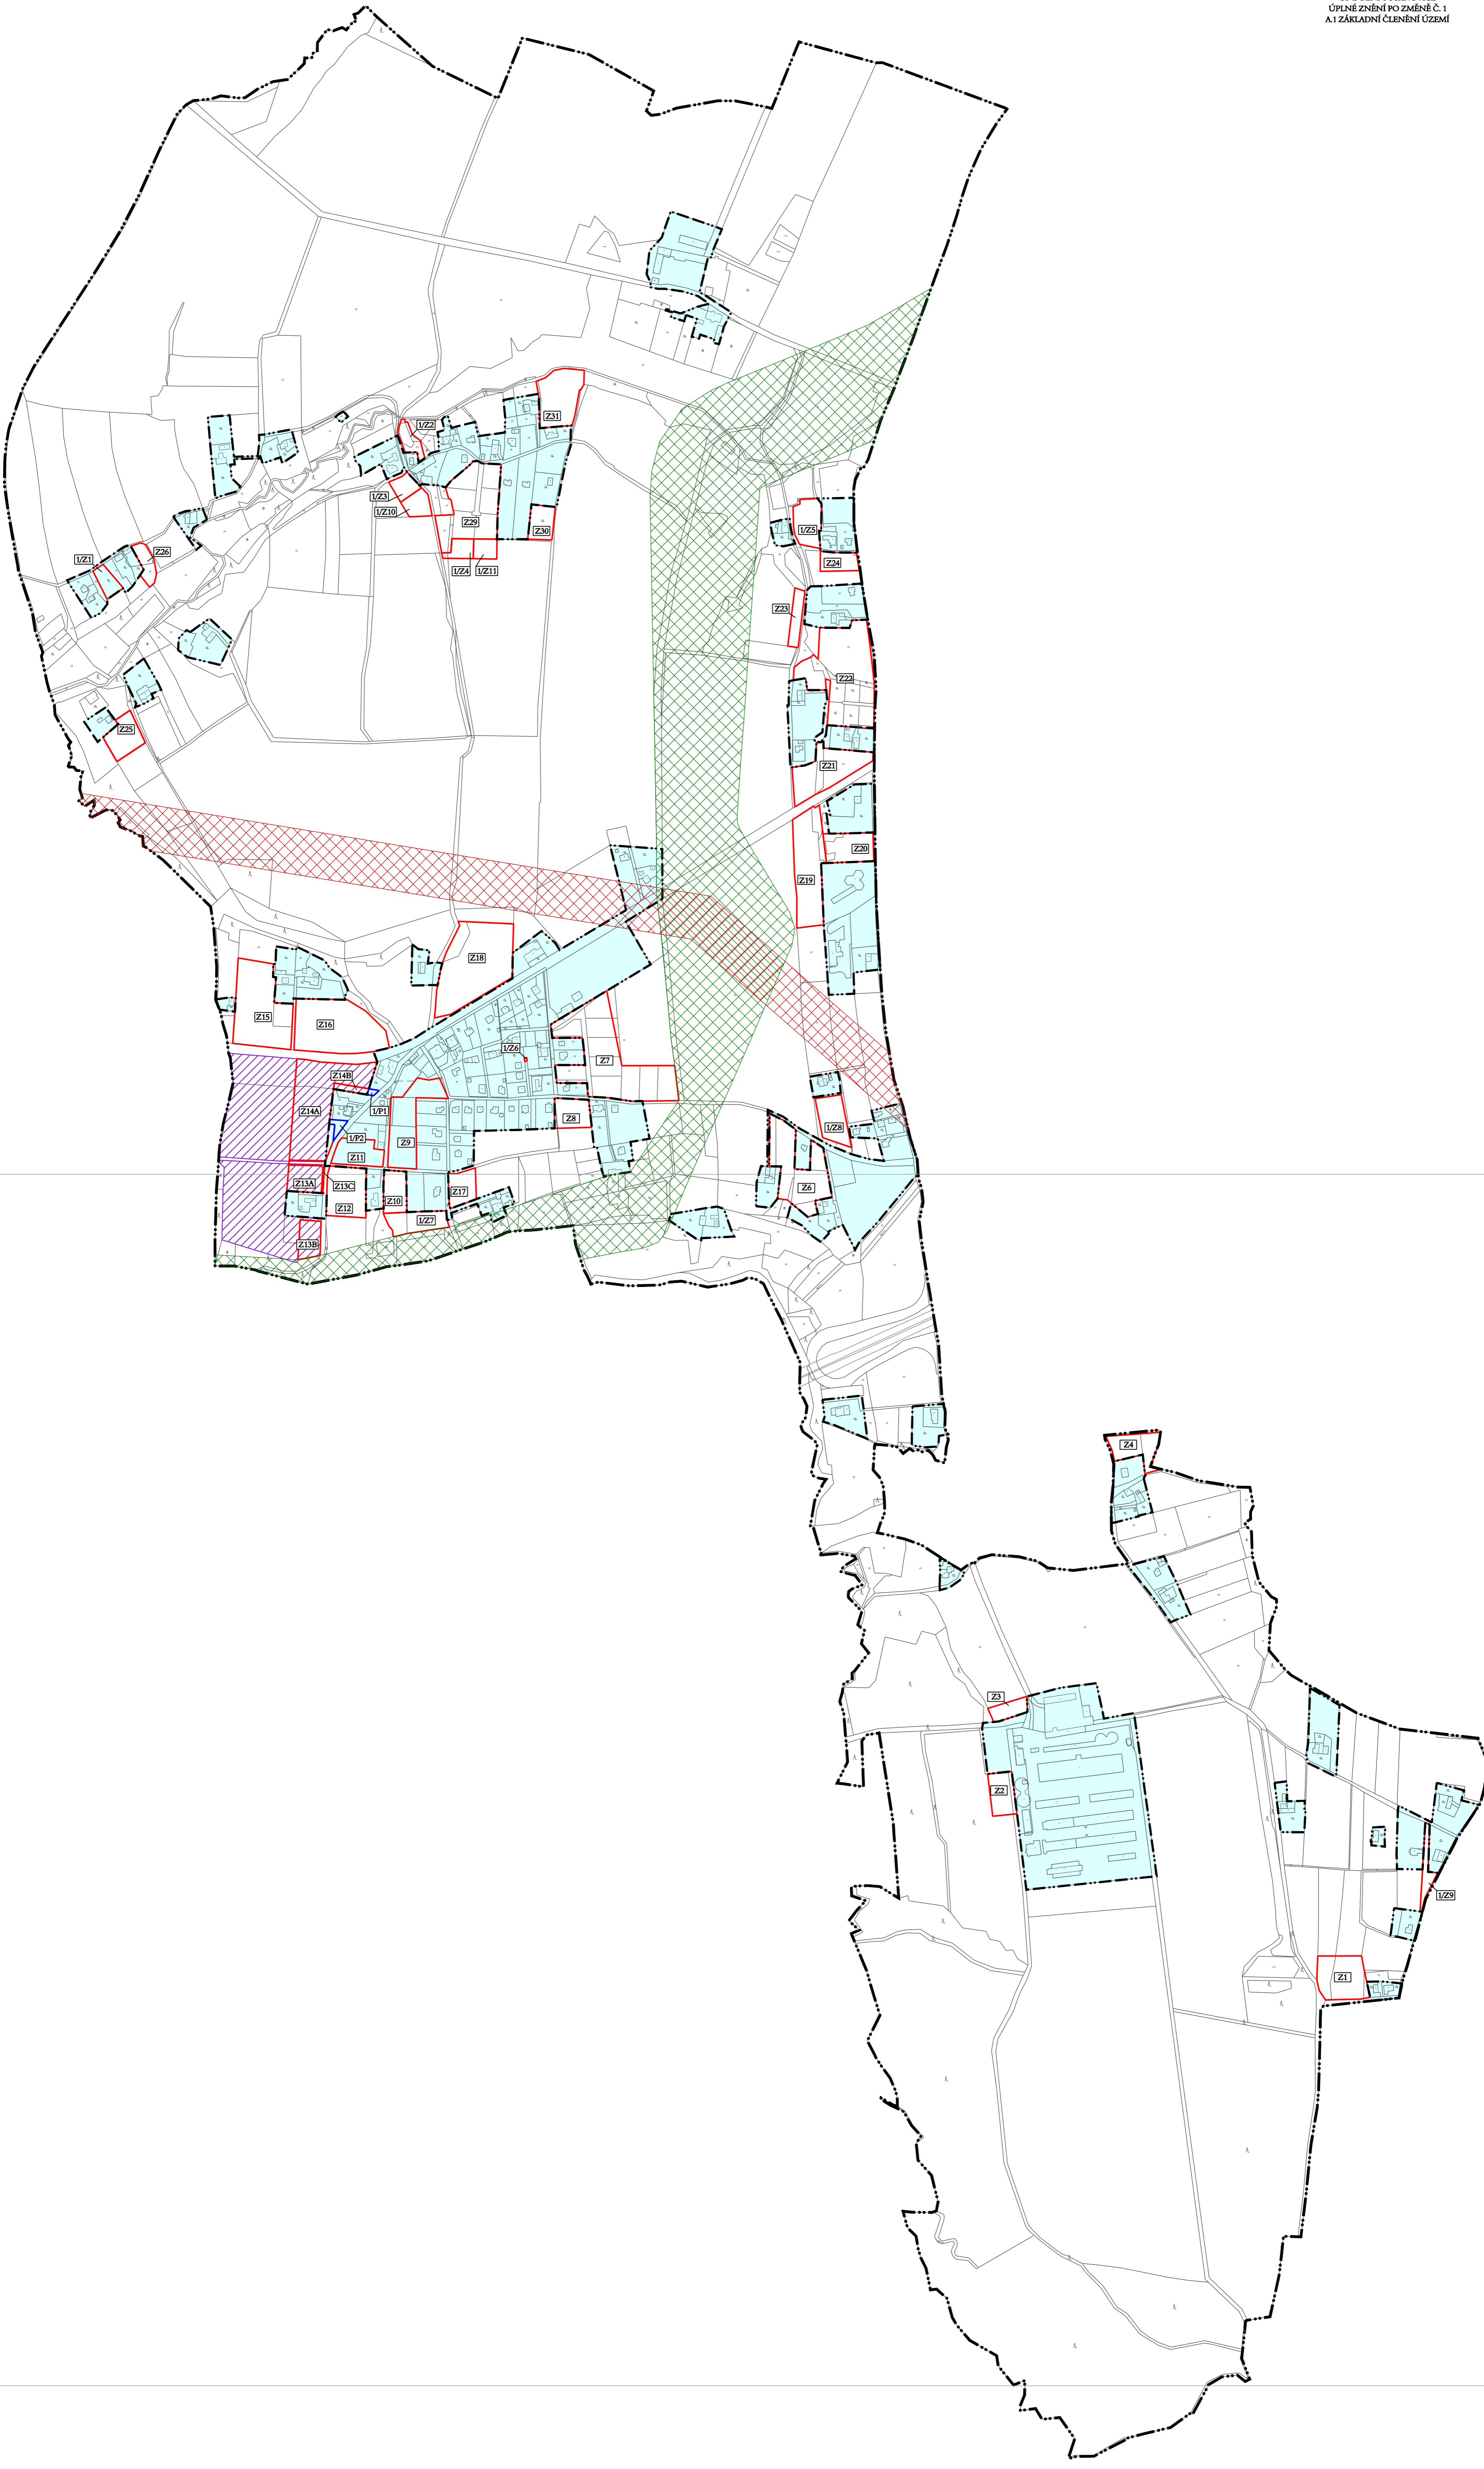 ÚPLNÉ ZNĚNÍ PO ZMĚNĚ Č. 1
A.1 ZÁKLADNÍ ČLENĚNÍ ÚZEMÍ
Z31
1/Z2
1/Z3
1/Z10
Z29
Z30
1/Z5
1/Z1
Z26
1/Z4
1/Z11
Z24
Z23
Z22
Z25
Z21
Z20
Z19
Z18
Z15
Z16
1/Z6
Z7
Z14B
Z14A
1/P1
Z8
1/Z8
1/P2
Z9
Z11
Z13A
Z13C
Z10
Z17
Z6
Z12
1/Z7
Z13B
Z4
Z3
Z2
1/Z9
Z1